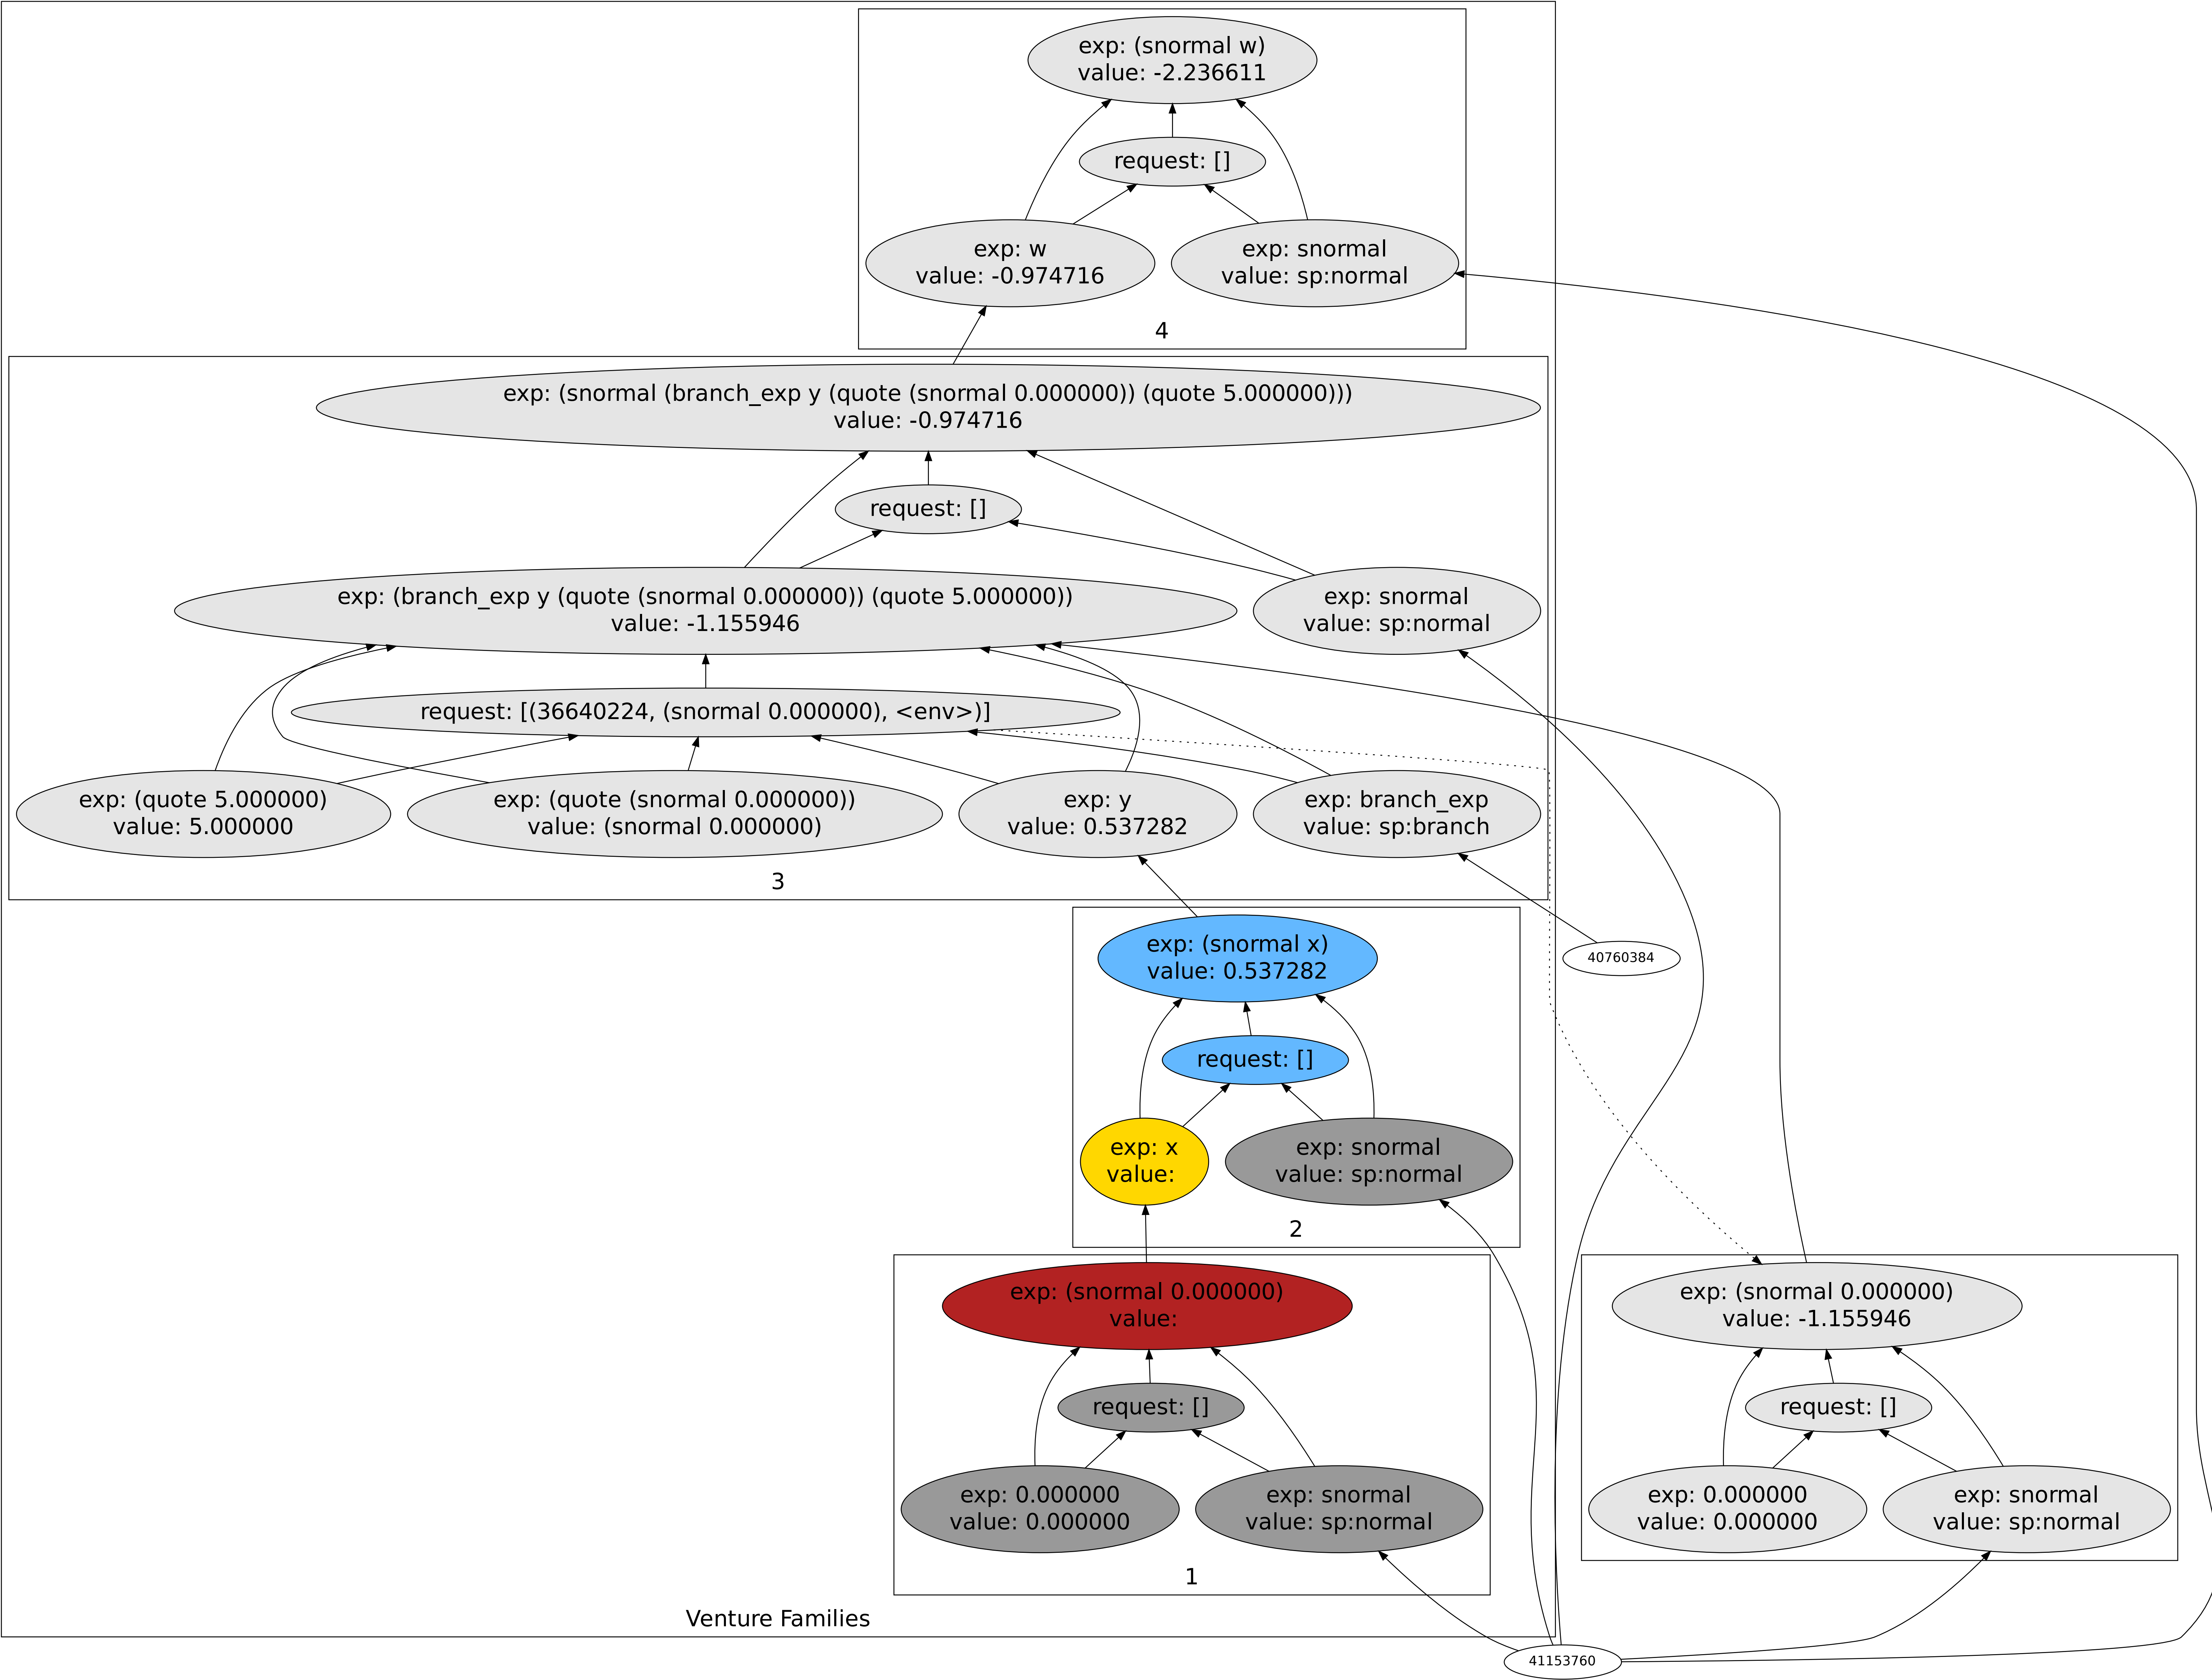 exp: (snormal w)
value: -2.236611
request: []
exp: w
value: -0.974716
exp: snormal
value: sp:normal
4
exp: (snormal (branch_exp y (quote (snormal 0.000000)) (quote 5.000000)))
value: -0.974716
request: []
exp: (branch_exp y (quote (snormal 0.000000)) (quote 5.000000))
value: -1.155946
exp: snormal
value: sp:normal
request: [(36640224, (snormal 0.000000), <env>)]
exp: (quote 5.000000)
value: 5.000000
exp: (quote (snormal 0.000000))
value: (snormal 0.000000)
exp: y
value: 0.537282
exp: branch_exp
value: sp:branch
3
exp: (snormal x)
value: 0.537282
40760384
request: []
exp: x
value:
exp: snormal
value: sp:normal
2
exp: (snormal 0.000000)
value:
request: []
exp: 0.000000
value: 0.000000
exp: snormal
value: sp:normal
1
exp: (snormal 0.000000)
value: -1.155946
request: []
exp: 0.000000
value: 0.000000
exp: snormal
value: sp:normal
Venture Families
41153760